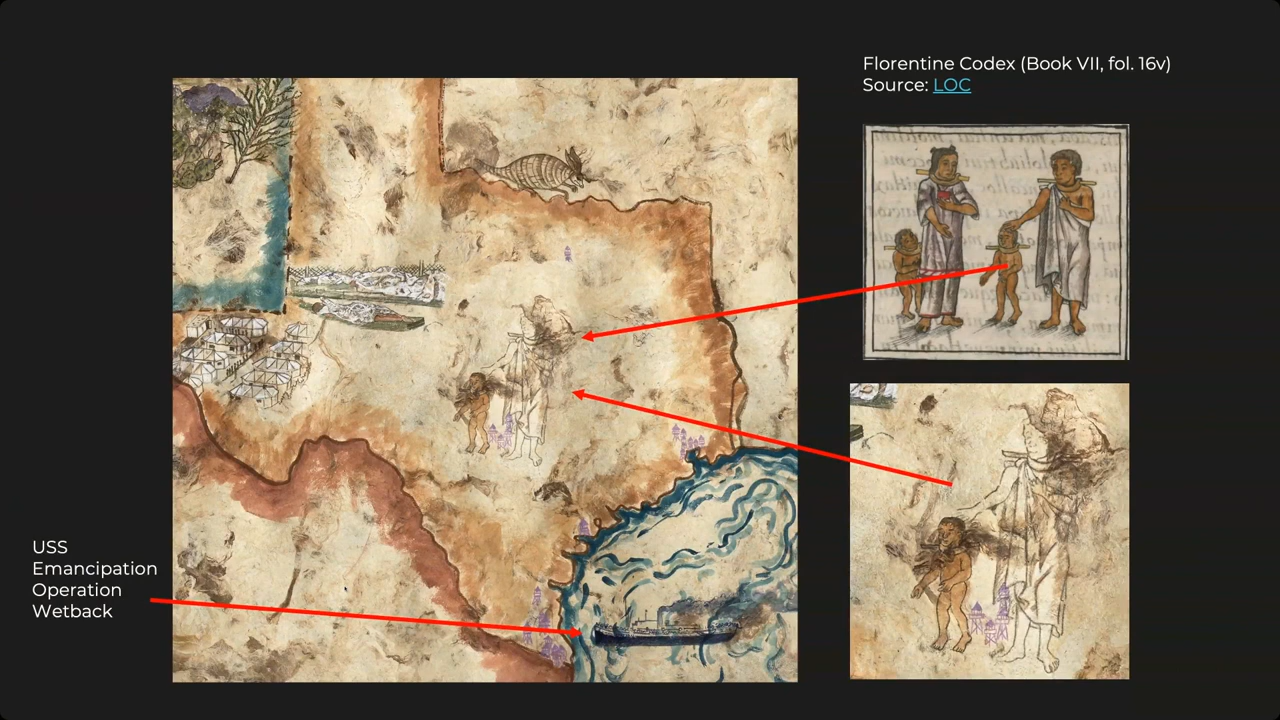 Florentine Codex (Book VII, fol. 16v)
Source: LOC
USS
Emancipation
Operation
Wetback